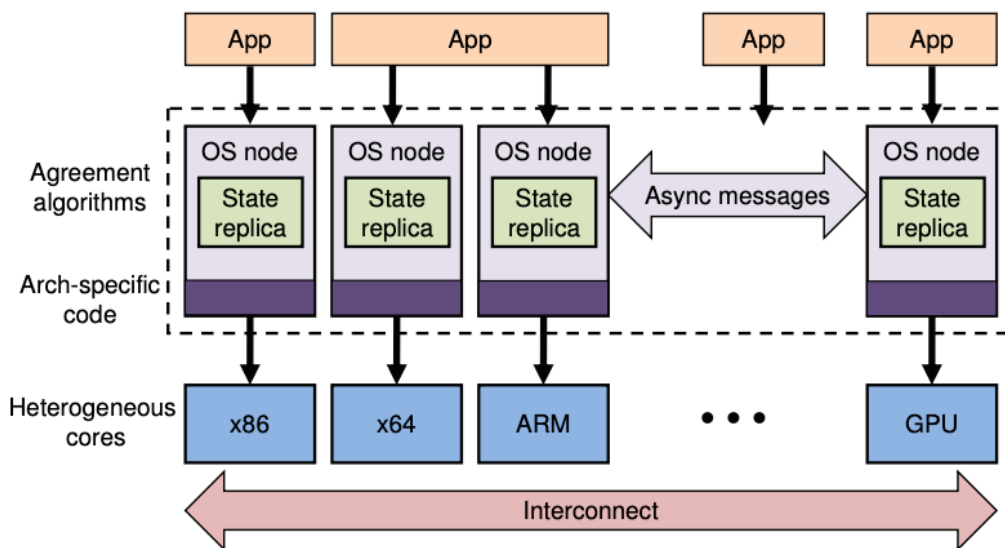 App
App
App
App
Agreement
algorithms
OS node
OS node
OS node
OS node
State
replica
State
replica
State
replica
Async messages
State
replica
Arch-specific
code
Heterogeneous
cores
x86
x64
ARM
GPU
Interconnect